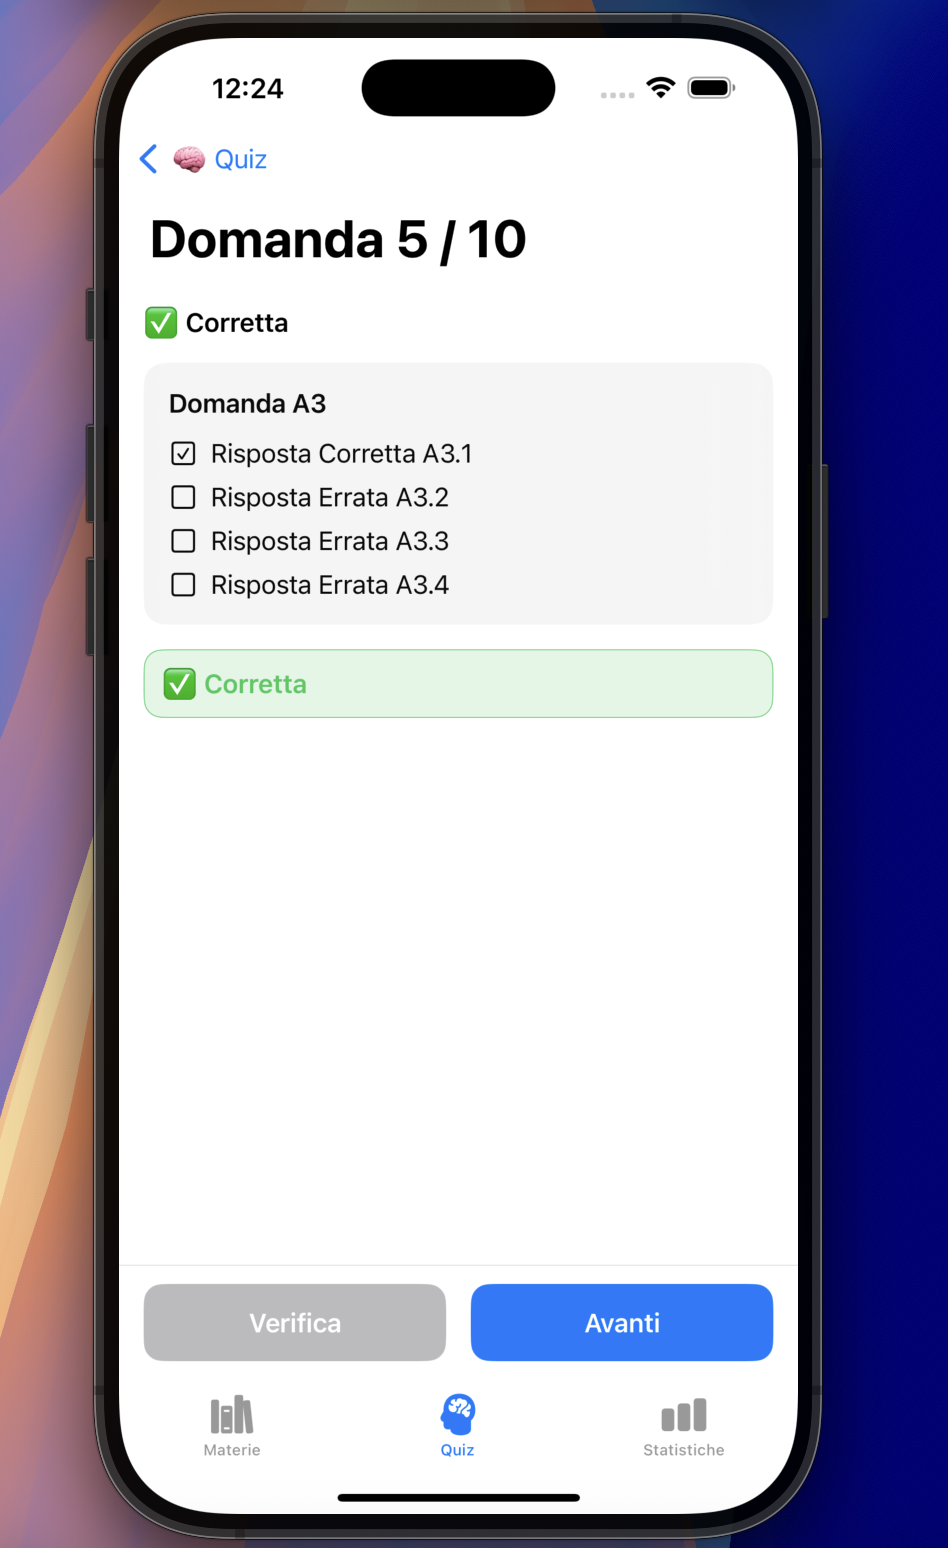 12:24
Quiz
Domanda 5 / 10
Corretta
Domanda A3
Risposta Corretta A3.1
Risposta Errata A3.2
Risposta Errata A3.3
Risposta Errata A3.4
Corretta
Verifica Avanti
Materie Quiz Statistiche